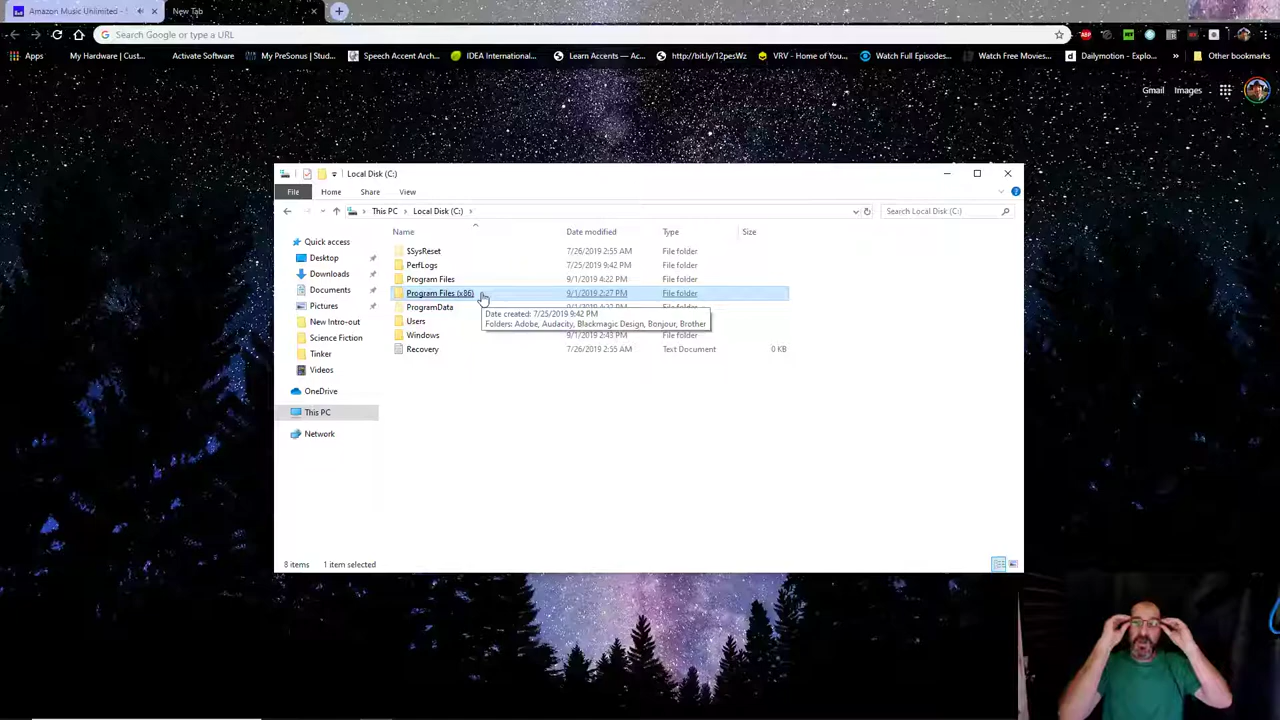 Amazon Music Unlimited -
New Tab
Search Google or type a URL
Apps My Hardware | Cust... Activate Software My PreSonus | Stud... Speech Accent Arch... IDEA International... Learn Accents — Ac... http://bit.ly/12pesWz VRV - Home of You... Watch Full Episodes... Watch Free Movies... Dailymotion - Explo... » Other bookmarks
Gmail Images
Local Disk (C:)
File Home Share View
This PC > Local Disk (C:) >
Search Local Disk (C:)
Name Date modified Type Size
Quick access
Desktop
Downloads
Documents
Pictures
New Intro-out
Science Fiction
Tinker
Videos
OneDrive
This PC
Network
$SysReset 7/26/2019 2:55 AM File folder
PerfLogs 7/25/2019 9:42 PM File folder
Program Files 9/1/2019 4:22 PM File folder
Program Files (x86) 9/1/2019 2:27 PM File folder
ProgramData
Users
Windows 9/1/2019 2:43 PM File folder
Recovery 7/26/2019 2:55 AM Text Document 0 KB
Date created: 7/25/2019 9:42 PM
Folders: Adobe, Audacity, Blackmagic Design, Bonjour, Brother
8 items 1 item selected